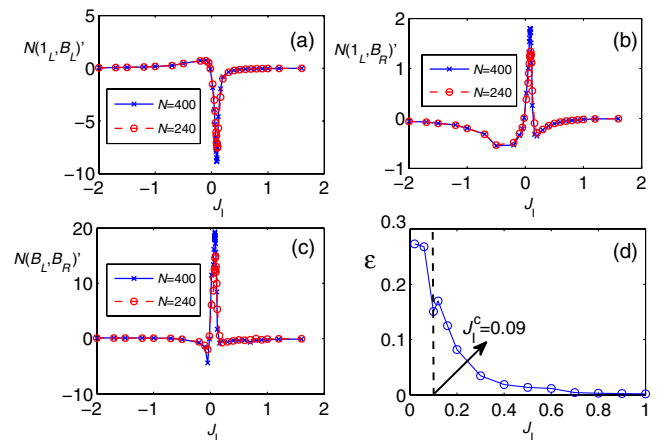 5
0
−5
−10
−2
−1
0
1
2
N(1_L,B_L)'
J_I
(a)
N=400
N=240
2
1
0
−1
−2
−1
0
1
2
N(1_L,B_R)'
J_I
(b)
N=400
N=240
20
10
0
−10
−2
−1
0
1
2
N(B_L,B_R)'
J_I
(c)
N=400
N=240
0.3
0.2
0.1
0
0
0.2
0.4
0.6
0.8
1
ε
J_I
(d)
J_I^c=0.09